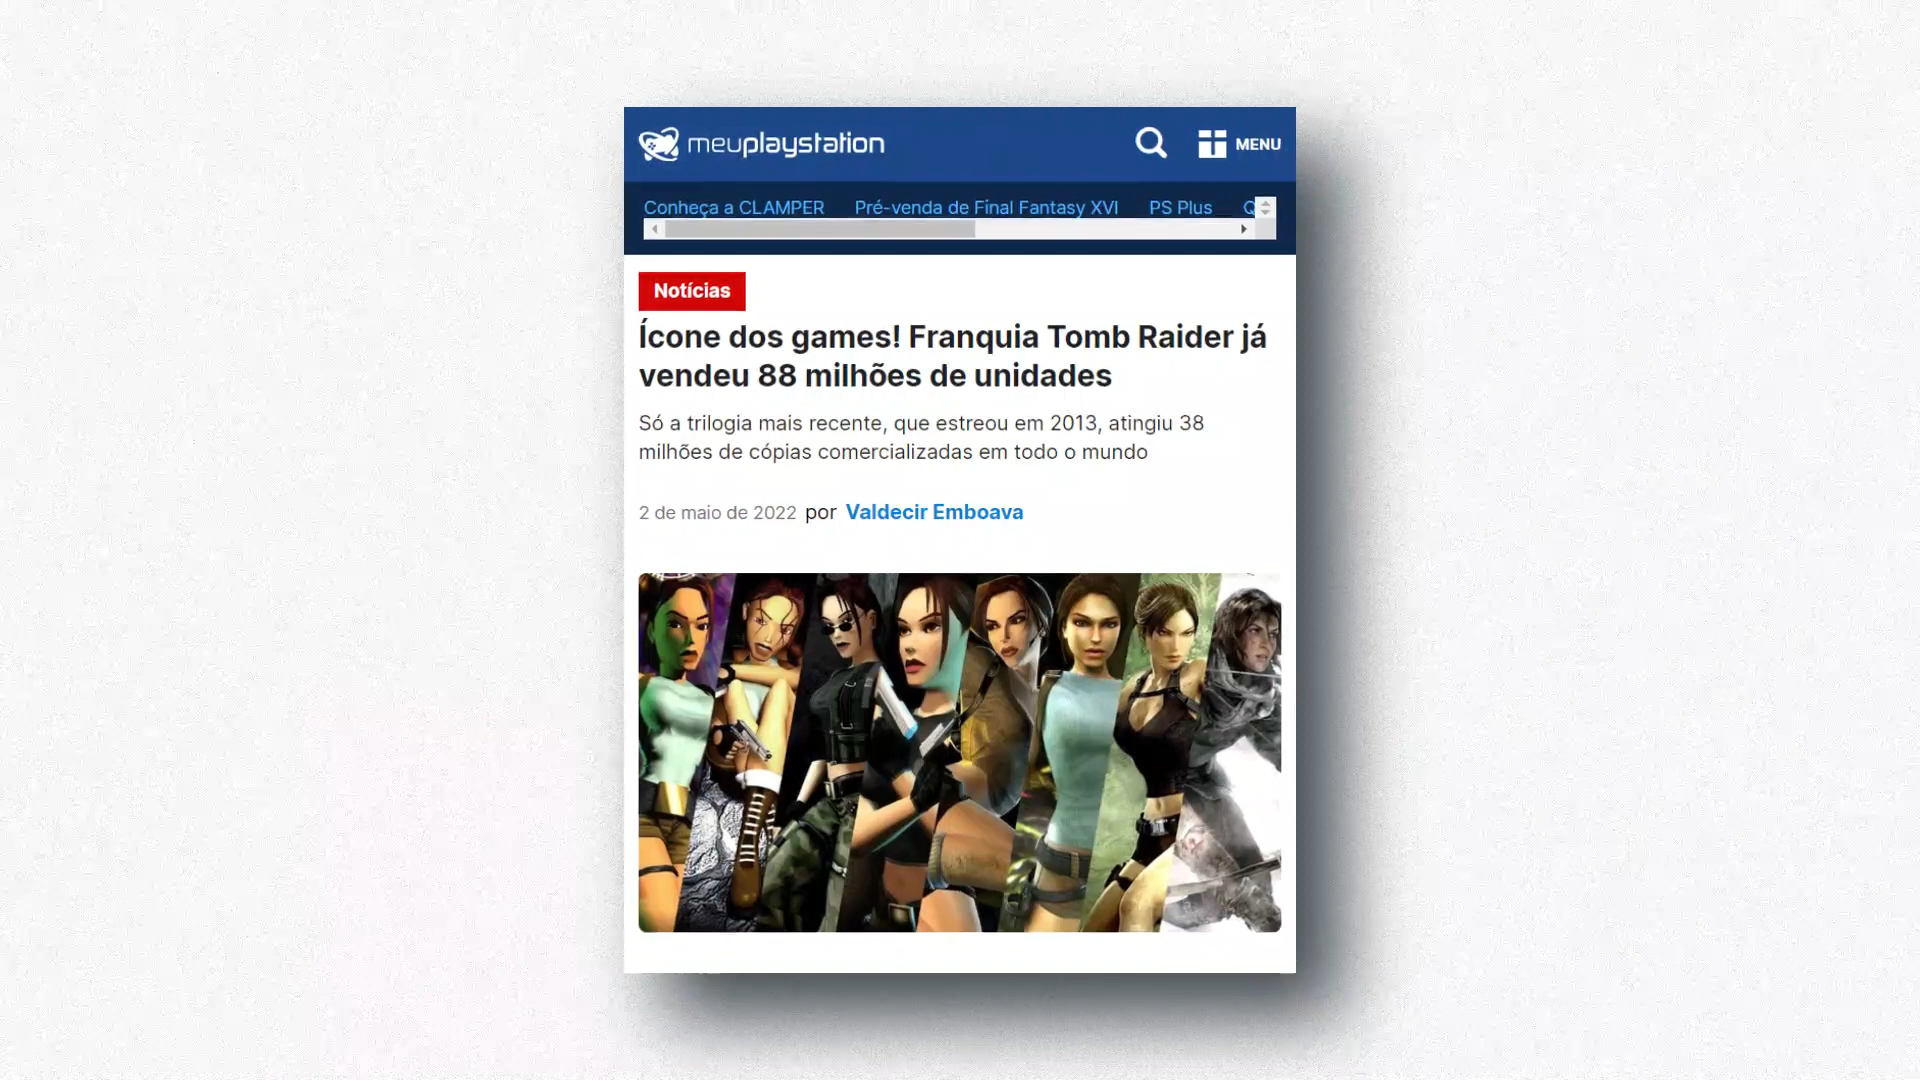 meuplaystation
MENU
Conheça a CLAMPER Pré-venda de Final Fantasy XVI PS Plus Q
Notícias
Ícone dos games! Franquia Tomb Raider já
vendeu 88 milhões de unidades
Só a trilogia mais recente, que estreou em 2013, atingiu 38
milhões de cópias comercializadas em todo o mundo
2 de maio de 2022 por Valdecir Emboava